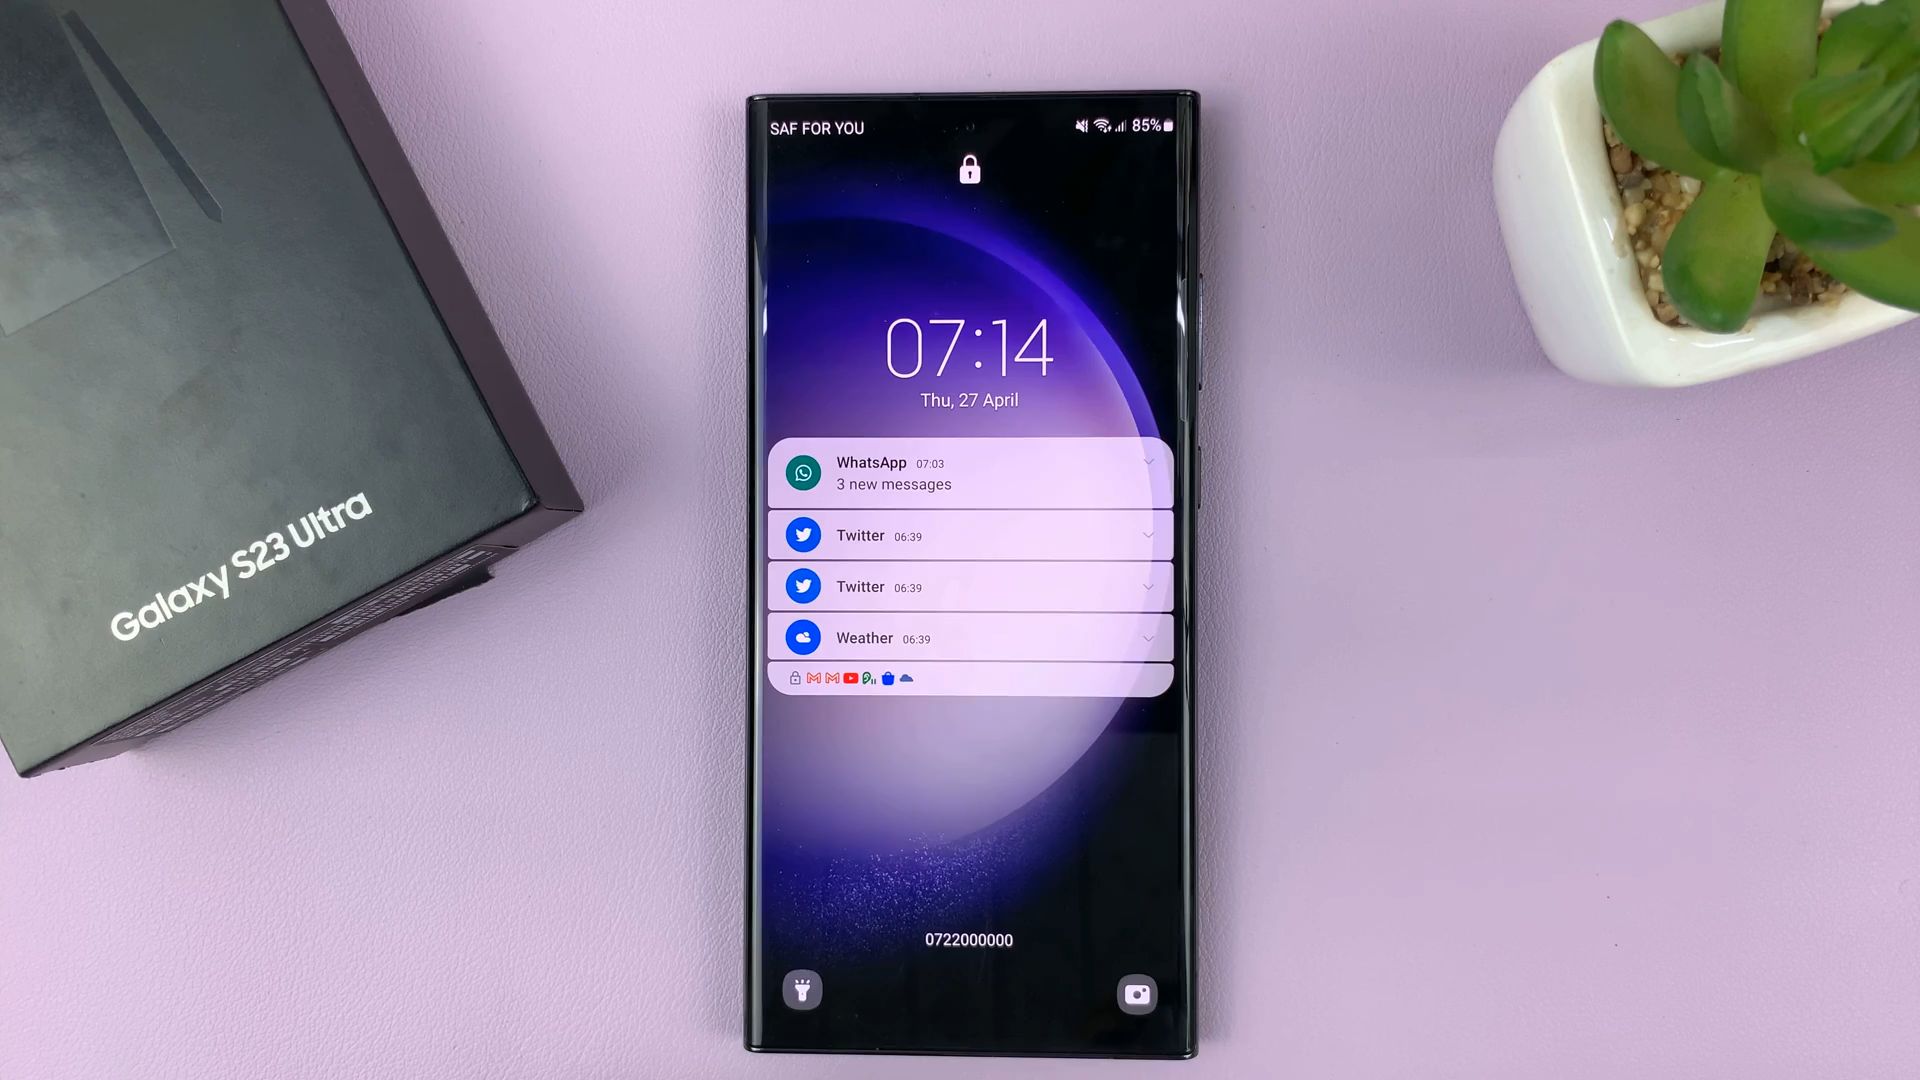 SAF FOR YOU
85%
07:14
Thu, 27 April
WhatsApp 07:03
3 new messages
Twitter 06:39
Twitter 06:39
Weather 06:39
0722000000
Galaxy S23 Ultra